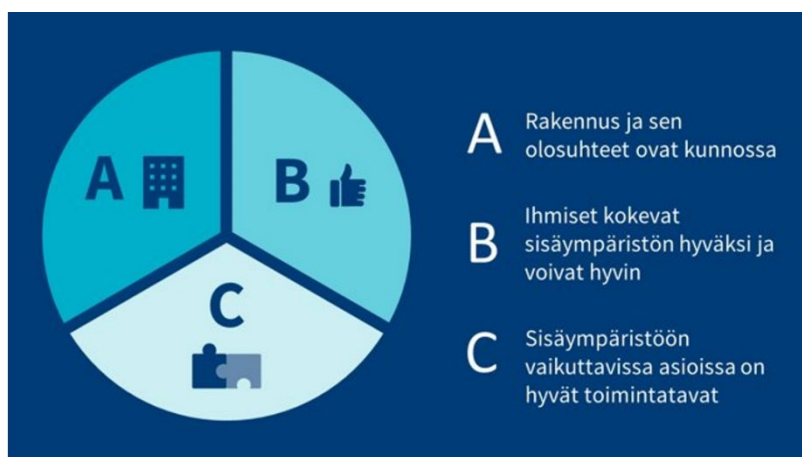 A
B
C
A
Rakennus ja sen
olosuhteet ovat kunnossa
B
Ihmiset kokevat
sisäympäristön hyväksi ja
voivat hyvin
C
Sisäympäristöön
vaikuttavissa asioissa on
hyvät toimintatavat